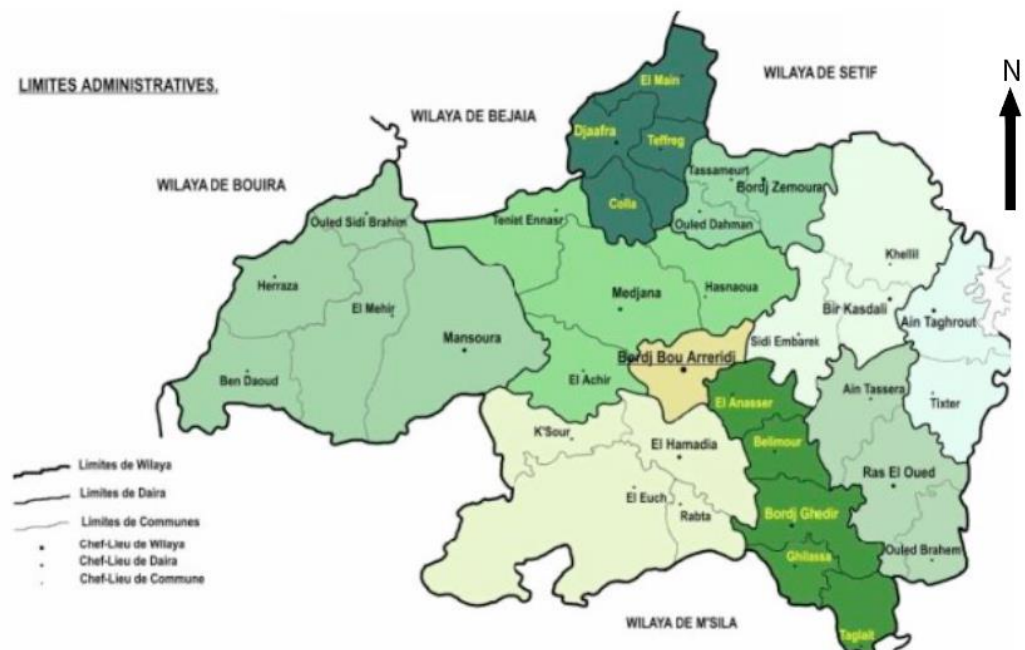 N
WILAYA DE SETIF
LIMITES ADMINISTRATIVES.
El Main
WILAYA DE BEJAIA
Djaafra
Teffreg
Tassameurt
Bordj Zemoura
WILAYA DE BOUIRA
Colla
Ouled Sidi Brahim
Teniet Ennasr
Ouled Dahman
Khellil
Herraza
Medjana
Hasnaoua
El Mehir
Bir Kasdali
Ain Taghrout
Mansoura
Sidi Embarek
Bordj Bou Arreridj
Ben Daoud
El Achir
Ain Tassera
El Anasser
Tixter
K'Sour
El Hamadia
Belimour
Limites de Wilaya
Ras El Oued
Limites de Daira
El Euch
Rabta
Bordj Ghedir
Limites de Communes
Chef-Lieu de Wilaya
Ghilassa
Ouled Brahem
Chef-Lieu de Daira
Chef-Lieu de Commune
WILAYA DE M'SILA
Taglait